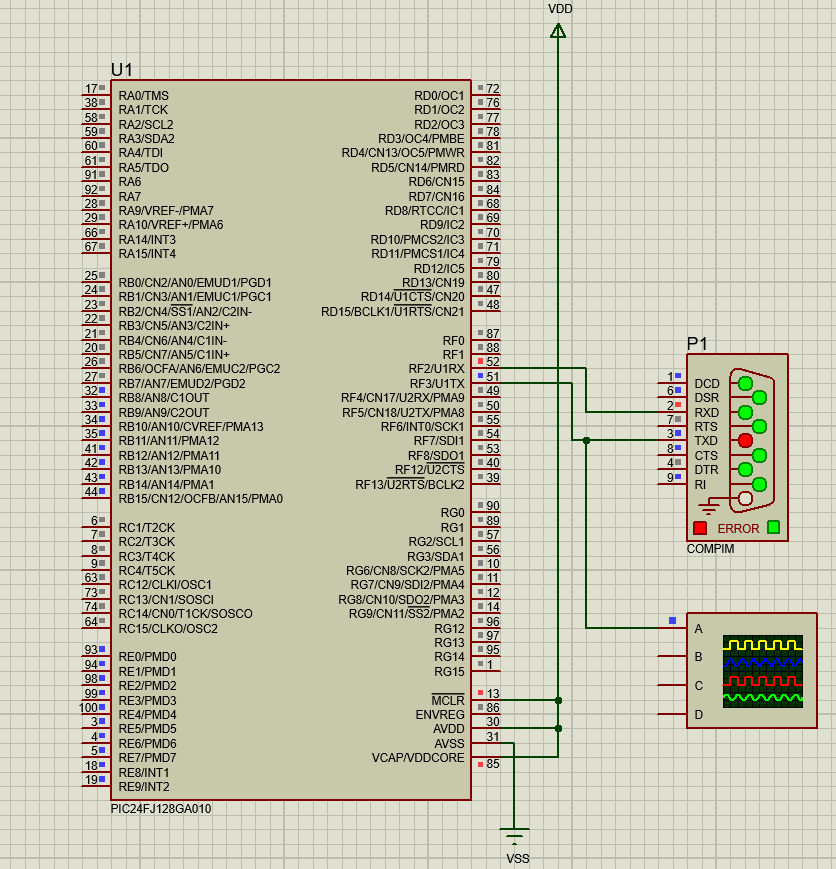 VDD
U1
17 RA0/TMS RD0/OC1 72
38 RA1/TCK RD1/OC2 76
58 RA2/SCL2 RD2/OC3 77
59 RA3/SDA2 RD3/OC4/PMBE 78
60 RA4/TDI RD4/CN13/OC5/PMWR 81
61 RA5/TDO RD5/CN14/PMRD 82
91 RA6 RD6/CN15 83
92 RA7 RD7/CN16 84
28 RA9/VREF-/PMA7 RD8/RTCC/IC1 68
29 RA10/VREF+/PMA6 RD9/IC2 69
66 RA14/INT3 RD10/PMCS2/IC3 70
67 RA15/INT4 RD11/PMCS1/IC4 71
RD12/IC5 79
25 RB0/CN2/AN0/EMUD1/PGD1 RD13/CN19 80
24 RB1/CN3/AN1/EMUC1/PGC1 RD14/U1CTS/CN20 47
23 RB2/CN4/SS1/AN2/C2IN- RD15/BCLK1/U1RTS/CN21 48
22 RB3/CN5/AN3/C2IN+
21 RB4/CN6/AN4/C1IN- RF0 87
20 RB5/CN7/AN5/C1IN+ RF1 88
26 RB6/OCFA/AN6/EMUC2/PGC2 RF2/U1RX 52
27 RB7/AN7/EMUD2/PGD2 RF3/U1TX 51
32 RB8/AN8/C1OUT RF4/CN17/U2RX/PMA9 49
33 RB9/AN9/C2OUT RF5/CN18/U2TX/PMA8 50
34 RB10/AN10/CVREF/PMA13 RF6/INT0/SCK1 55
35 RB11/AN11/PMA12 RF7/SDI1 54
41 RB12/AN12/PMA11 RF8/SDO1 53
42 RB13/AN13/PMA10 RF12/U2CTS 40
43 RB14/AN14/PMA1 RF13/U2RTS/BCLK2 39
44 RB15/CN12/OCFB/AN15/PMA0
RG0 90
6 RC1/T2CK RG1 89
7 RC2/T3CK RG2/SCL1 57
8 RC3/T4CK RG3/SDA1 56
9 RC4/T5CK RG6/CN8/SCK2/PMA5 10
63 RC12/CLKI/OSC1 RG7/CN9/SDI2/PMA4 11
73 RC13/CN1/SOSCI RG8/CN10/SDO2/PMA3 12
74 RC14/CN0/T1CK/SOSCO RG9/CN11/SS2/PMA2 14
64 RC15/CLKO/OSC2 RG12 96
RG13 97
93 RE0/PMD0 RG14 95
94 RE1/PMD1 RG15 1
98 RE2/PMD2
99 RE3/PMD3 MCLR 13
100 RE4/PMD4 ENVREG 86
3 RE5/PMD5 AVDD 30
4 RE6/PMD6 AVSS 31
5 RE7/PMD7 VCAP/VDDCORE 85
18 RE8/INT1
19 RE9/INT2
PIC24FJ128GA010
VSS
P1
1 DCD
6 DSR
2 RXD
7 RTS
3 TXD
8 CTS
4 DTR
9 RI
ERROR
COMPIM
A
B
C
D